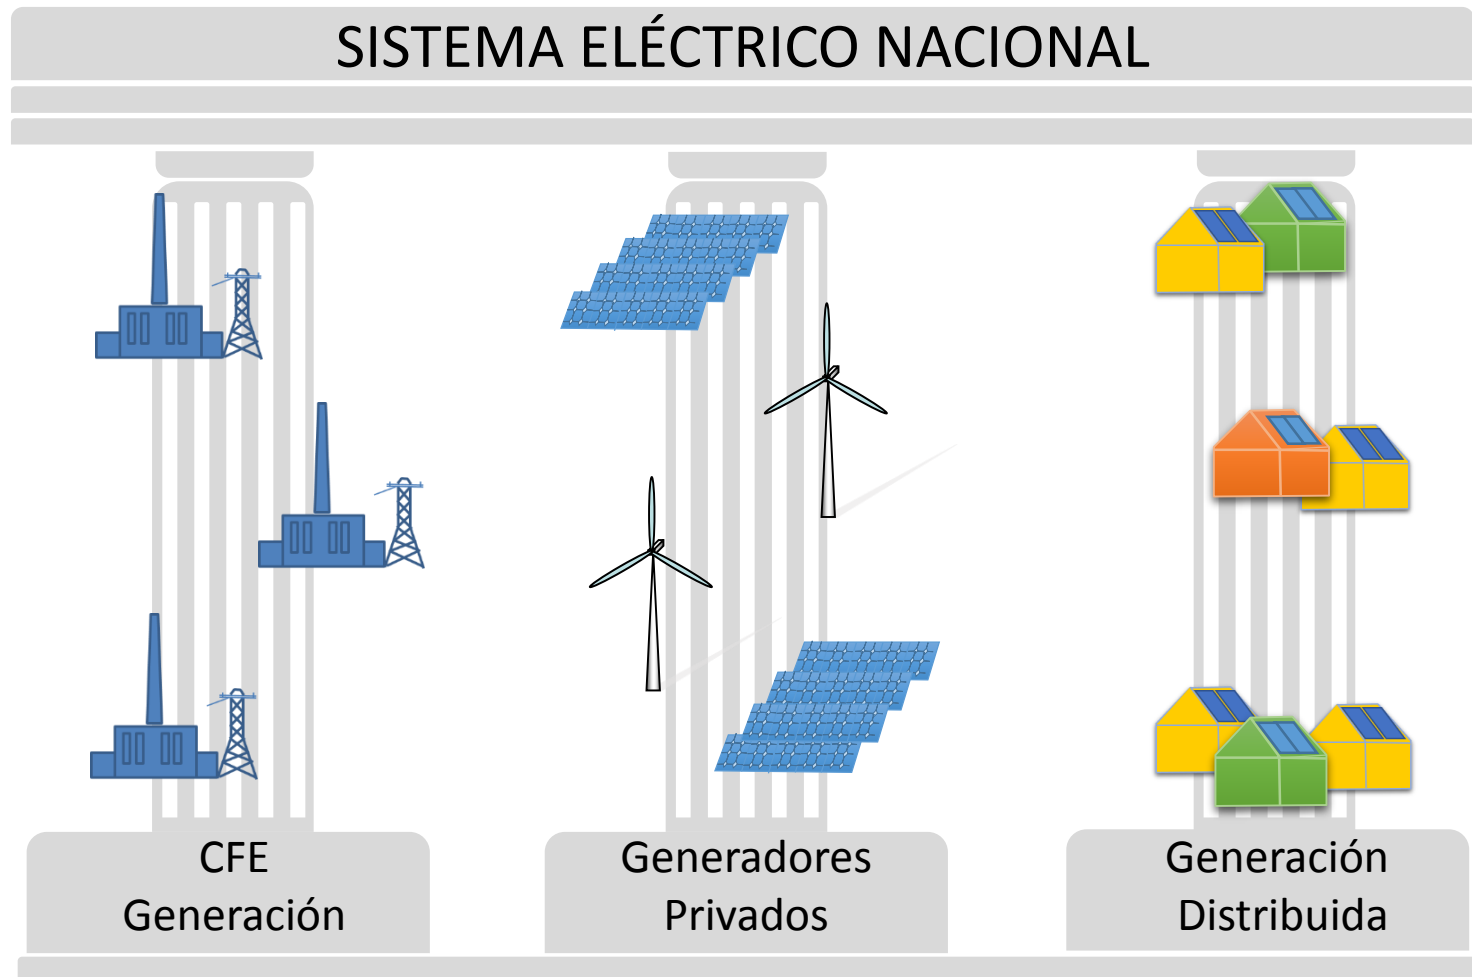 SISTEMA ELÉCTRICO NACIONAL
CFE
Generación
Generadores
Privados
Generación
Distribuida